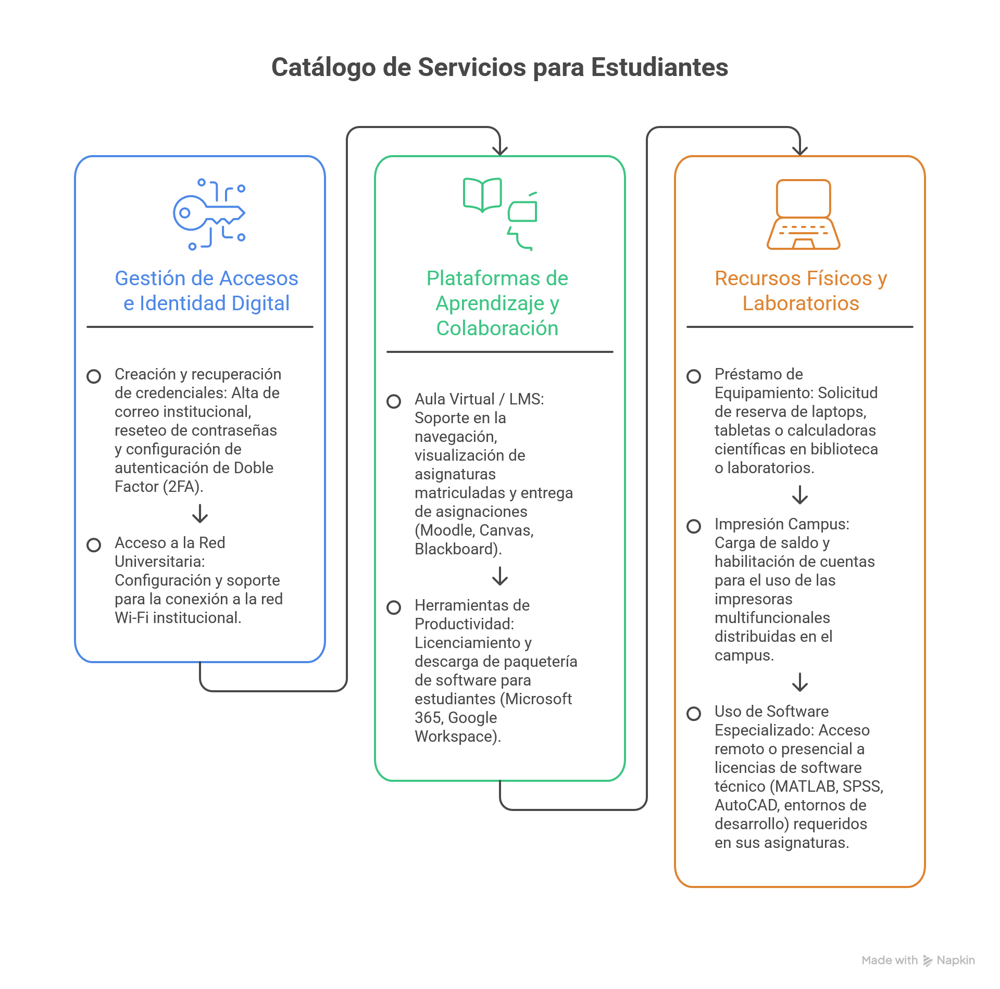 Catálogo de Servicios para Estudiantes
Gestión de Accesos
e Identidad Digital
Creación y recuperación
de credenciales: Alta de
correo institucional,
reseteo de contraseñas
y configuración de
autenticación de Doble
Factor (2FA).
Acceso a la Red
Universitaria:
Configuración y soporte
para la conexión a la red
Wi-Fi institucional.
Plataformas de
Aprendizaje y
Colaboración
Aula Virtual / LMS:
Soporte en la
navegación,
visualización de
asignaturas
matriculadas y entrega
de asignaciones
(Moodle, Canvas,
Blackboard).
Herramientas de
Productividad:
Licenciamiento y
descarga de paquetería
de software para
estudiantes (Microsoft
365, Google
Workspace).
Recursos Físicos y
Laboratorios
Préstamo de
Equipamiento: Solicitud
de reserva de laptops,
tabletas o calculadoras
científicas en biblioteca
o laboratorios.
Impresión Campus:
Carga de saldo y
habilitación de cuentas
para el uso de las
impresoras
multifuncionales
distribuidas en el
campus.
Uso de Software
Especializado: Acceso
remoto o presencial a
licencias de software
técnico (MATLAB, SPSS,
AutoCAD, entornos de
desarrollo) requeridos
en sus asignaturas.
Made with Napkin